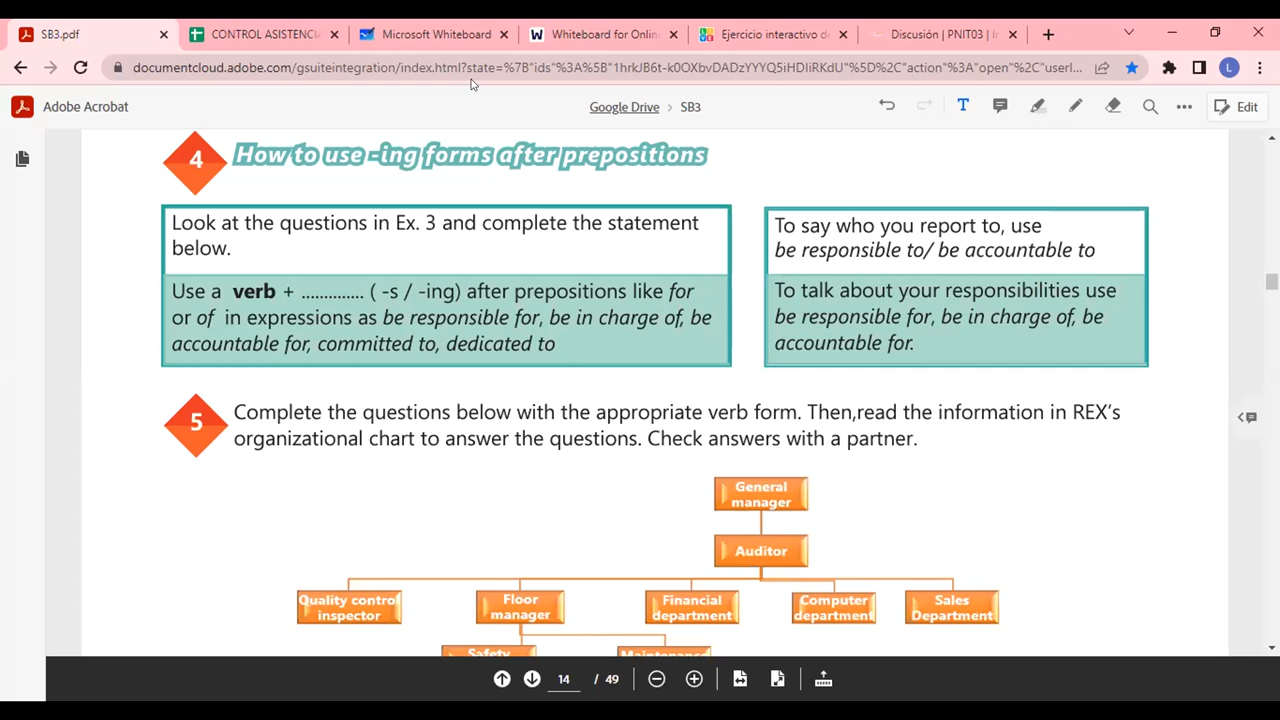 SB3.pdf
CONTROL ASISTENCI
Microsoft Whiteboard
Whiteboard for Onlin
Ejercicio interactivo de
Discusión | PNIT03 | In
documentcloud.adobe.com/gsuiteintegration/index.html?state=%7B"ids"%3A%5B"1hrkJB6t-k0OXbvDADzYYYQ5iHDIiRKdU"%5D%2C"action"%3A"open"%2C"userI...
L
Adobe Acrobat
Google Drive > SB3
Edit
4
How to use -ing forms after prepositions
Look at the questions in Ex. 3 and complete the statement
below.
Use a verb + ............. ( -s / -ing) after prepositions like for
or of in expressions as be responsible for, be in charge of, be
accountable for, committed to, dedicated to
To say who you report to, use
be responsible to/ be accountable to
To talk about your responsibilities use
be responsible for, be in charge of, be
accountable for.
5
Complete the questions below with the appropriate verb form. Then,read the information in REX's
organizational chart to answer the questions. Check answers with a partner.
General
manager
Auditor
Quality control
inspector
Floor
manager
Financial
department
Computer
department
Sales
Department
Safety
Maintenance
14 / 49